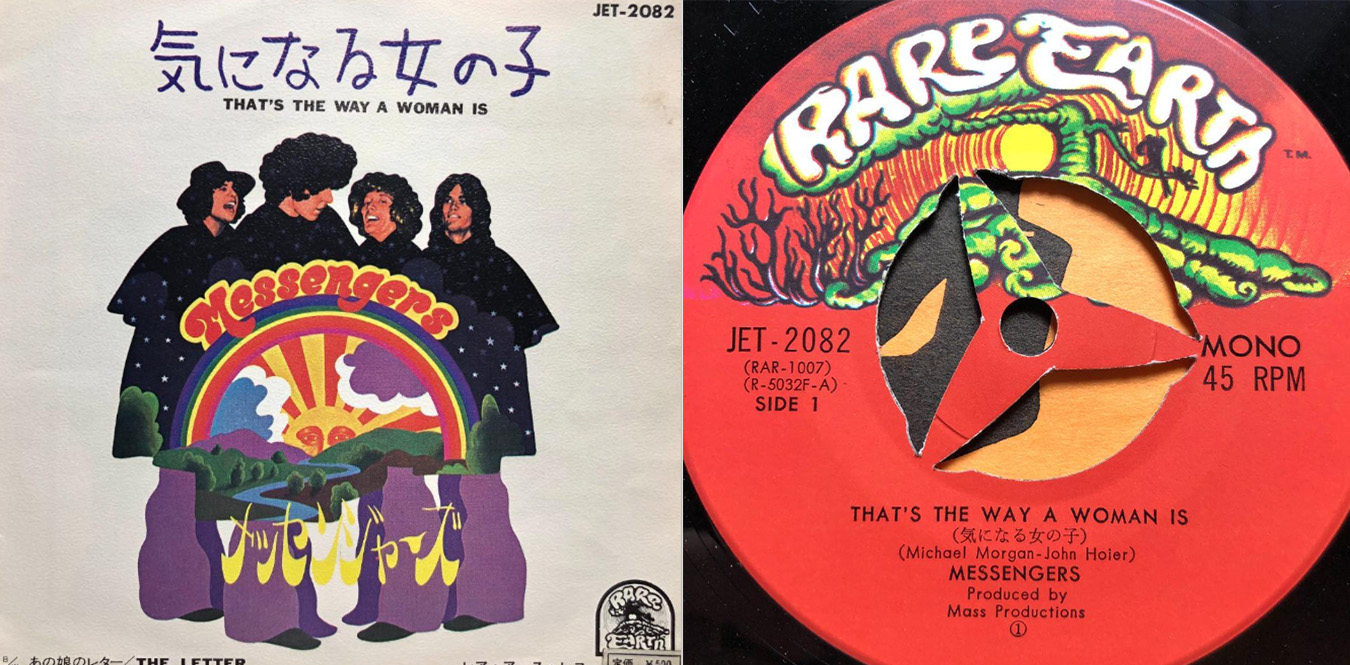 JET-2082
気になる女の子
THAT'S THE WAY A WOMAN IS
Messengers
メッセンジャーズ
RARE
EARTH
B/W あの娘のレター/THE LETTER
定価 ¥500
RARE EARTH
T.M.
JET-2082
(RAR-1007)
(R-5032F-A)
SIDE 1
MONO
45 RPM
THAT'S THE WAY A WOMAN IS
(気になる女の子)
(Michael Morgan-John Hoier)
MESSENGERS
Produced by
Mass Productions
①